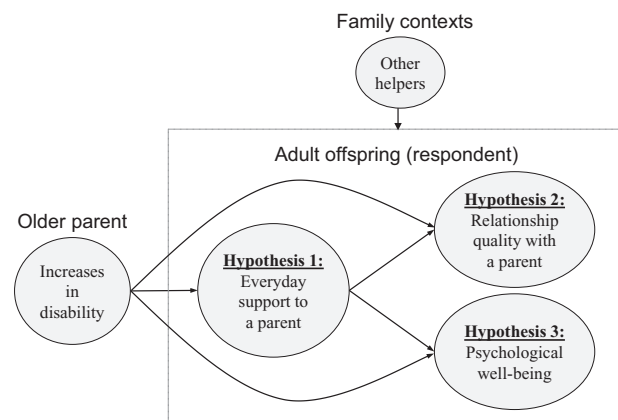 Family contexts
Other
helpers
Adult offspring (respondent)
Older parent
Increases
in
disability
Hypothesis 1:
Everyday
support to
a parent
Hypothesis 2:
Relationship
quality with
a parent
Hypothesis 3:
Psychological
well-being